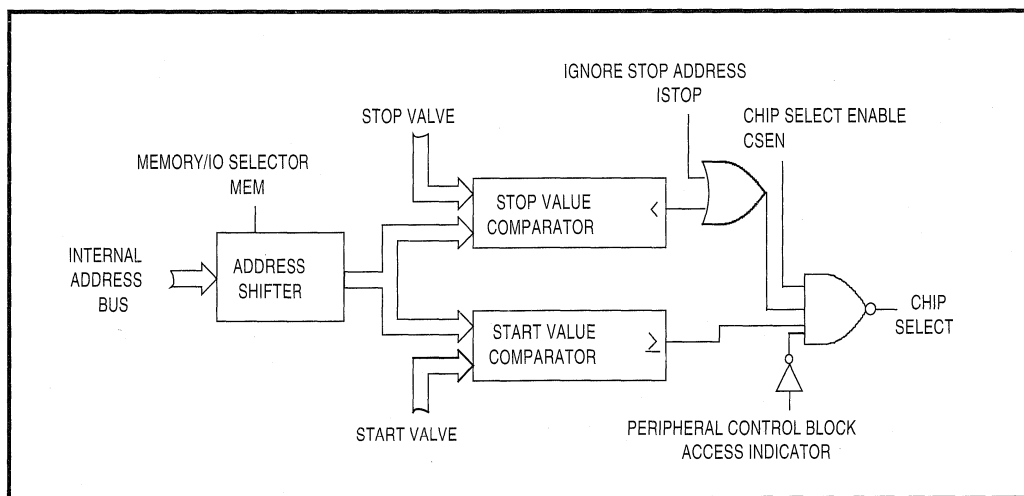 IGNORE STOP ADDRESS
ISTOP
STOP VALVE
CHIP SELECT ENABLE
CSEN
MEMORY/IO SELECTOR
MEM
STOP VALUE
COMPARATOR
<
INTERNAL
ADDRESS
BUS
ADDRESS
SHIFTER
CHIP
SELECT
START VALUE
COMPARATOR
≥
START VALVE
PERIPHERAL CONTROL BLOCK
ACCESS INDICATOR